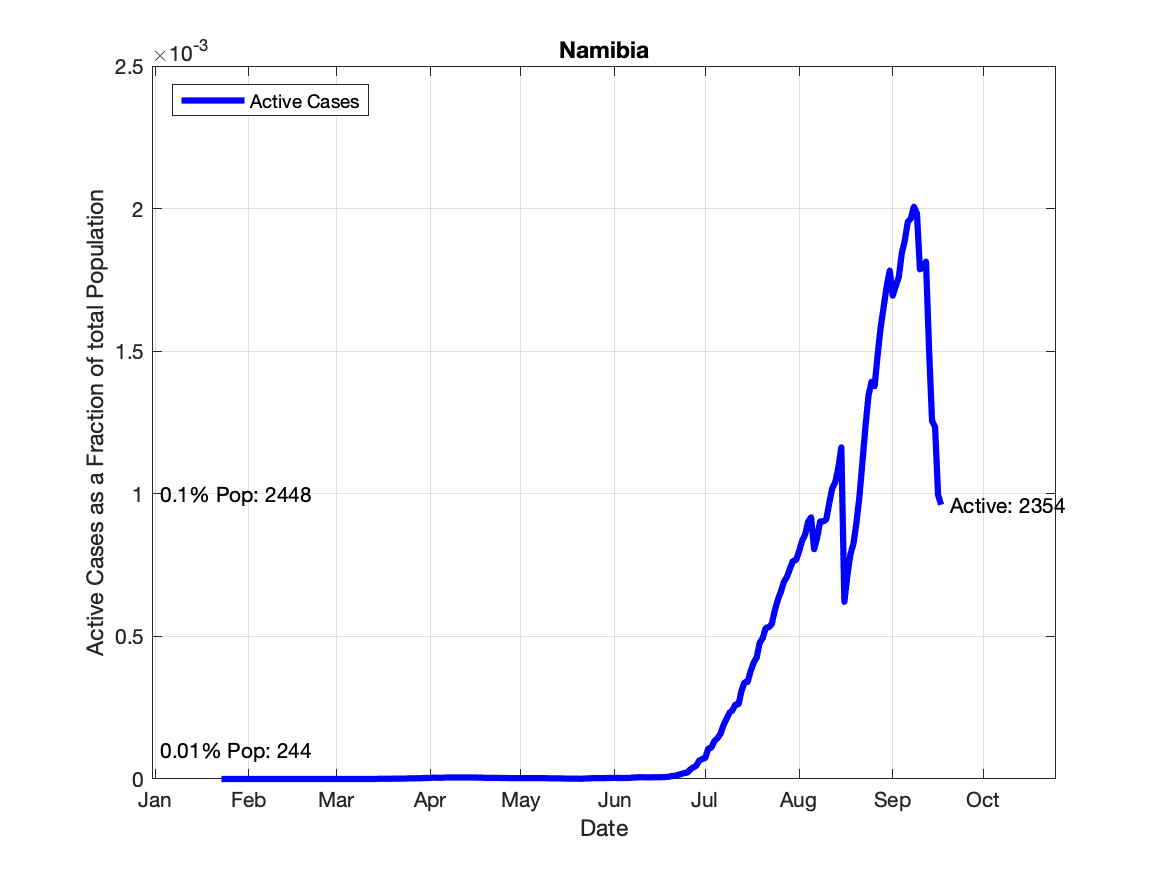 Namibia
×10-3
2.5
2
1.5
1
0.5
0
Active Cases as a Fraction of total Population
Active Cases
0.1% Pop: 2448
Active: 2354
0.01% Pop: 244
Jan Feb Mar Apr May Jun Jul Aug Sep Oct
Date